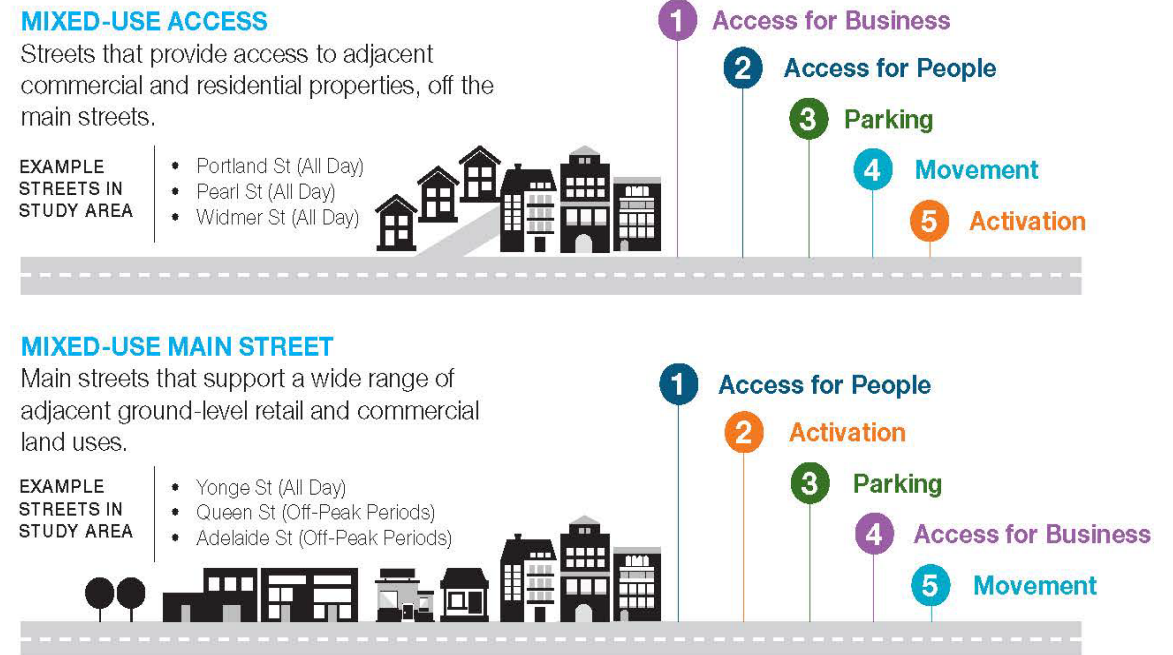 MIXED-USE ACCESS
Streets that provide access to adjacent
commercial and residential properties, off the
main streets.
EXAMPLE
STREETS IN
STUDY AREA
• Portland St (All Day)
• Pearl St (All Day)
• Widmer St (All Day)
1 Access for Business
2 Access for People
3 Parking
4 Movement
5 Activation
MIXED-USE MAIN STREET
Main streets that support a wide range of
adjacent ground-level retail and commercial
land uses.
EXAMPLE
STREETS IN
STUDY AREA
• Yonge St (All Day)
• Queen St (Off-Peak Periods)
• Adelaide St (Off-Peak Periods)
1 Access for People
2 Activation
3 Parking
4 Access for Business
5 Movement